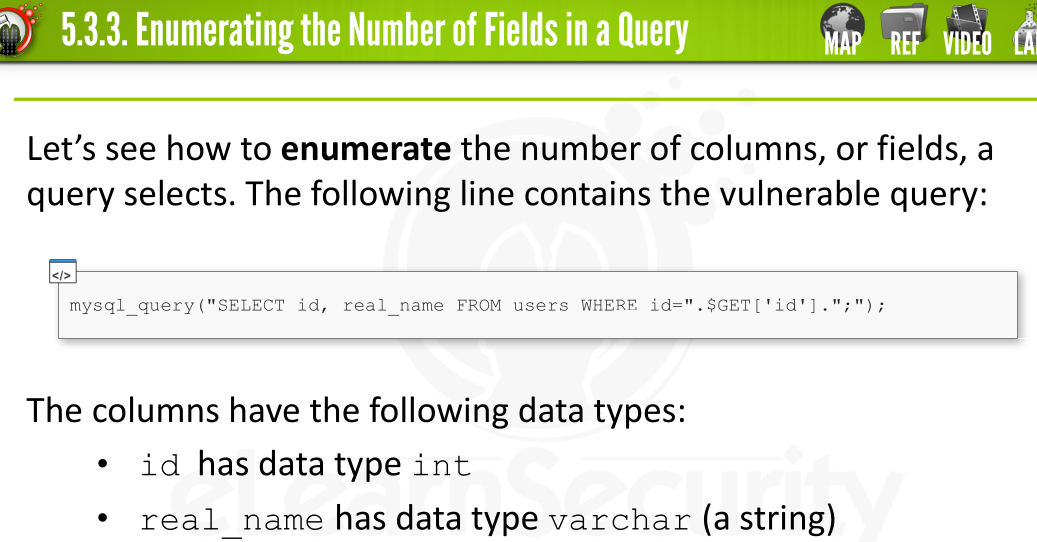 5.3.3. Enumerating the Number of Fields in a Query
MAP REF VIDEO
Let's see how to enumerate the number of columns, or fields, a
query selects. The following line contains the vulnerable query:
</>
mysql_query("SELECT id, real_name FROM users WHERE id=".$GET['id'].";");
The columns have the following data types:
• id has data type int
• real_name has data type varchar (a string)
eLearnSecurity